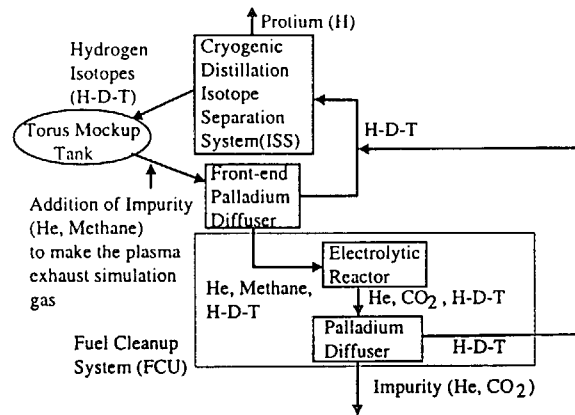 Protium (H)
Hydrogen
Isotopes
(H-D-T)
Cryogenic
Distillation
Isotope
Separation
System(ISS)
H-D-T
Torus Mockup
Tank
Front-end
Palladium
Diffuser
Addition of Impurity
(He, Methane)
to make the plasma
exhaust simulation
gas
Electrolytic
Reactor
He, Methane,
H-D-T
He, CO2 , H-D-T
Palladium
Diffuser
H-D-T
Fuel Cleanup
System (FCU)
Impurity (He, CO2)